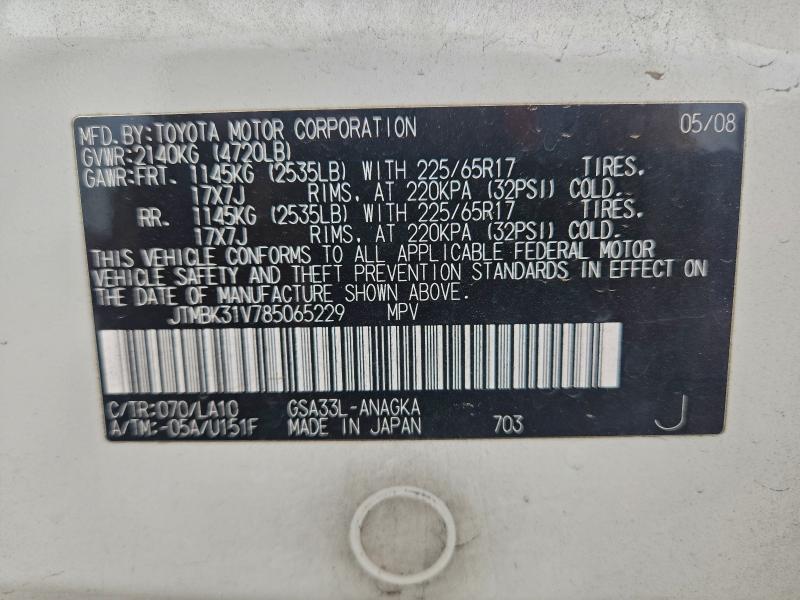 MFD. BY: TOYOTA MOTOR CORPORATION 05/08
GVWR: 2140KG (4720LB)
GAWR: FRT. 1145KG (2535LB) WITH 225/65R17 TIRES.
17X7J RIMS, AT 220KPA (32PSI) COLD.
RR. 1145KG (2535LB) WITH 225/65R17 TIRES.
17X7J RIMS, AT 220KPA (32PSI) COLD.
THIS VEHICLE CONFORMS TO ALL APPLICABLE FEDERAL MOTOR
VEHICLE SAFETY AND THEFT PREVENTION STANDARDS IN EFFECT ON
THE DATE OF MANUFACTURE SHOWN ABOVE.
JTMBK31V785065229 MPV
C/TR: 070/LA10 GSA33L-ANAGKA J
A/TM: -05A/U151F MADE IN JAPAN 703